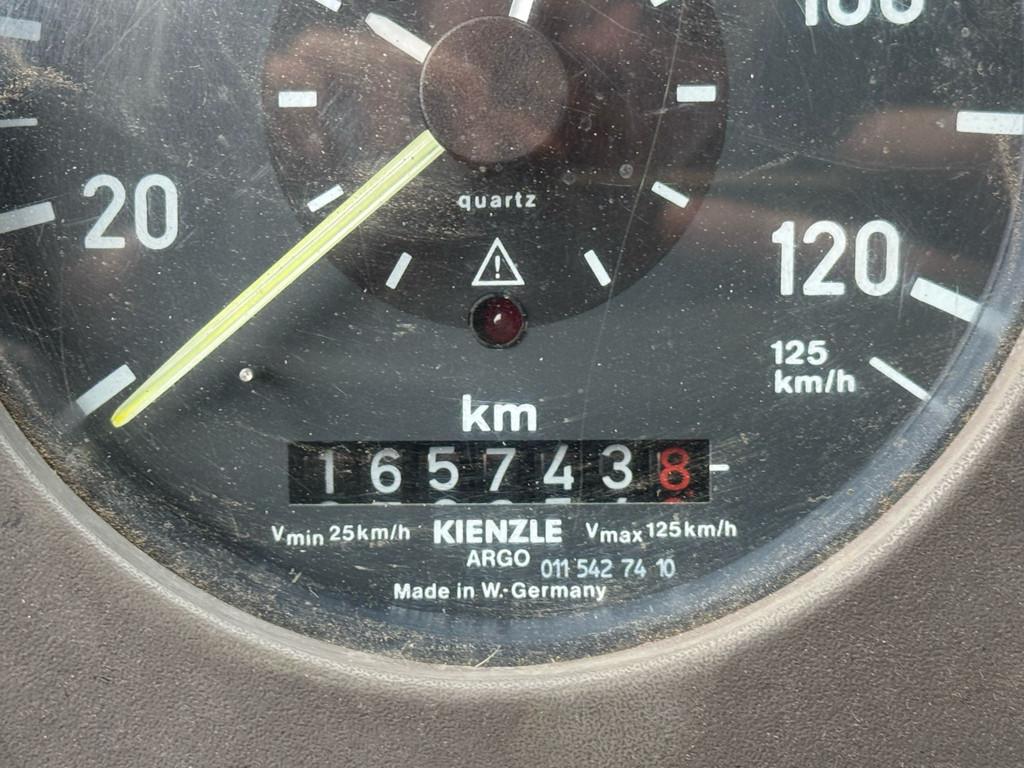 100
20
quartz
120
125
km/h
km
1657438
Vmin 25km/h KIENZLE Vmax 125km/h
ARGO 011 542 74 10
Made in W.-Germany